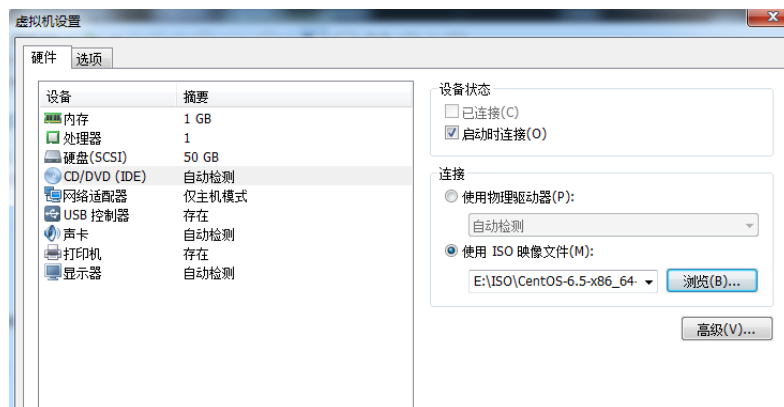 虚拟机设置
硬件 选项
设备 摘要
内存 1 GB
处理器 1
硬盘(SCSI) 50 GB
CD/DVD (IDE) 自动检测
网络适配器 仅主机模式
USB 控制器 存在
声卡 自动检测
打印机 存在
显示器 自动检测
设备状态
已连接(C)
启动时连接(O)
连接
使用物理驱动器(P):
自动检测
使用 ISO 映像文件(M):
E:\ISO\CentOS-6.5-x86_64- 浏览(B)...
高级(V)...